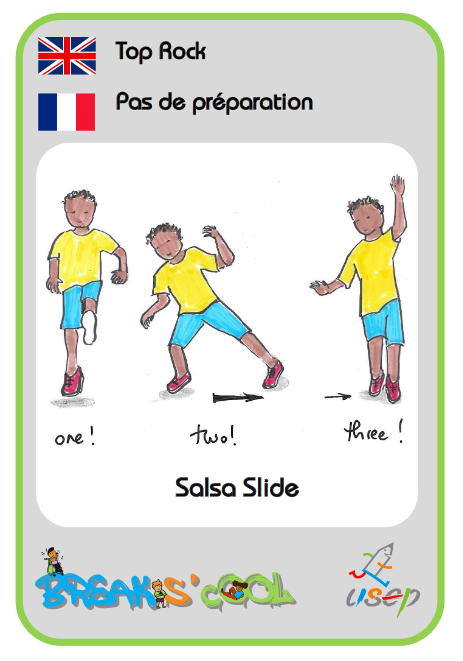 Top Rock
Pas de préparation
one! two! three!
Salsa Slide
BREAK'S'COOL
usep